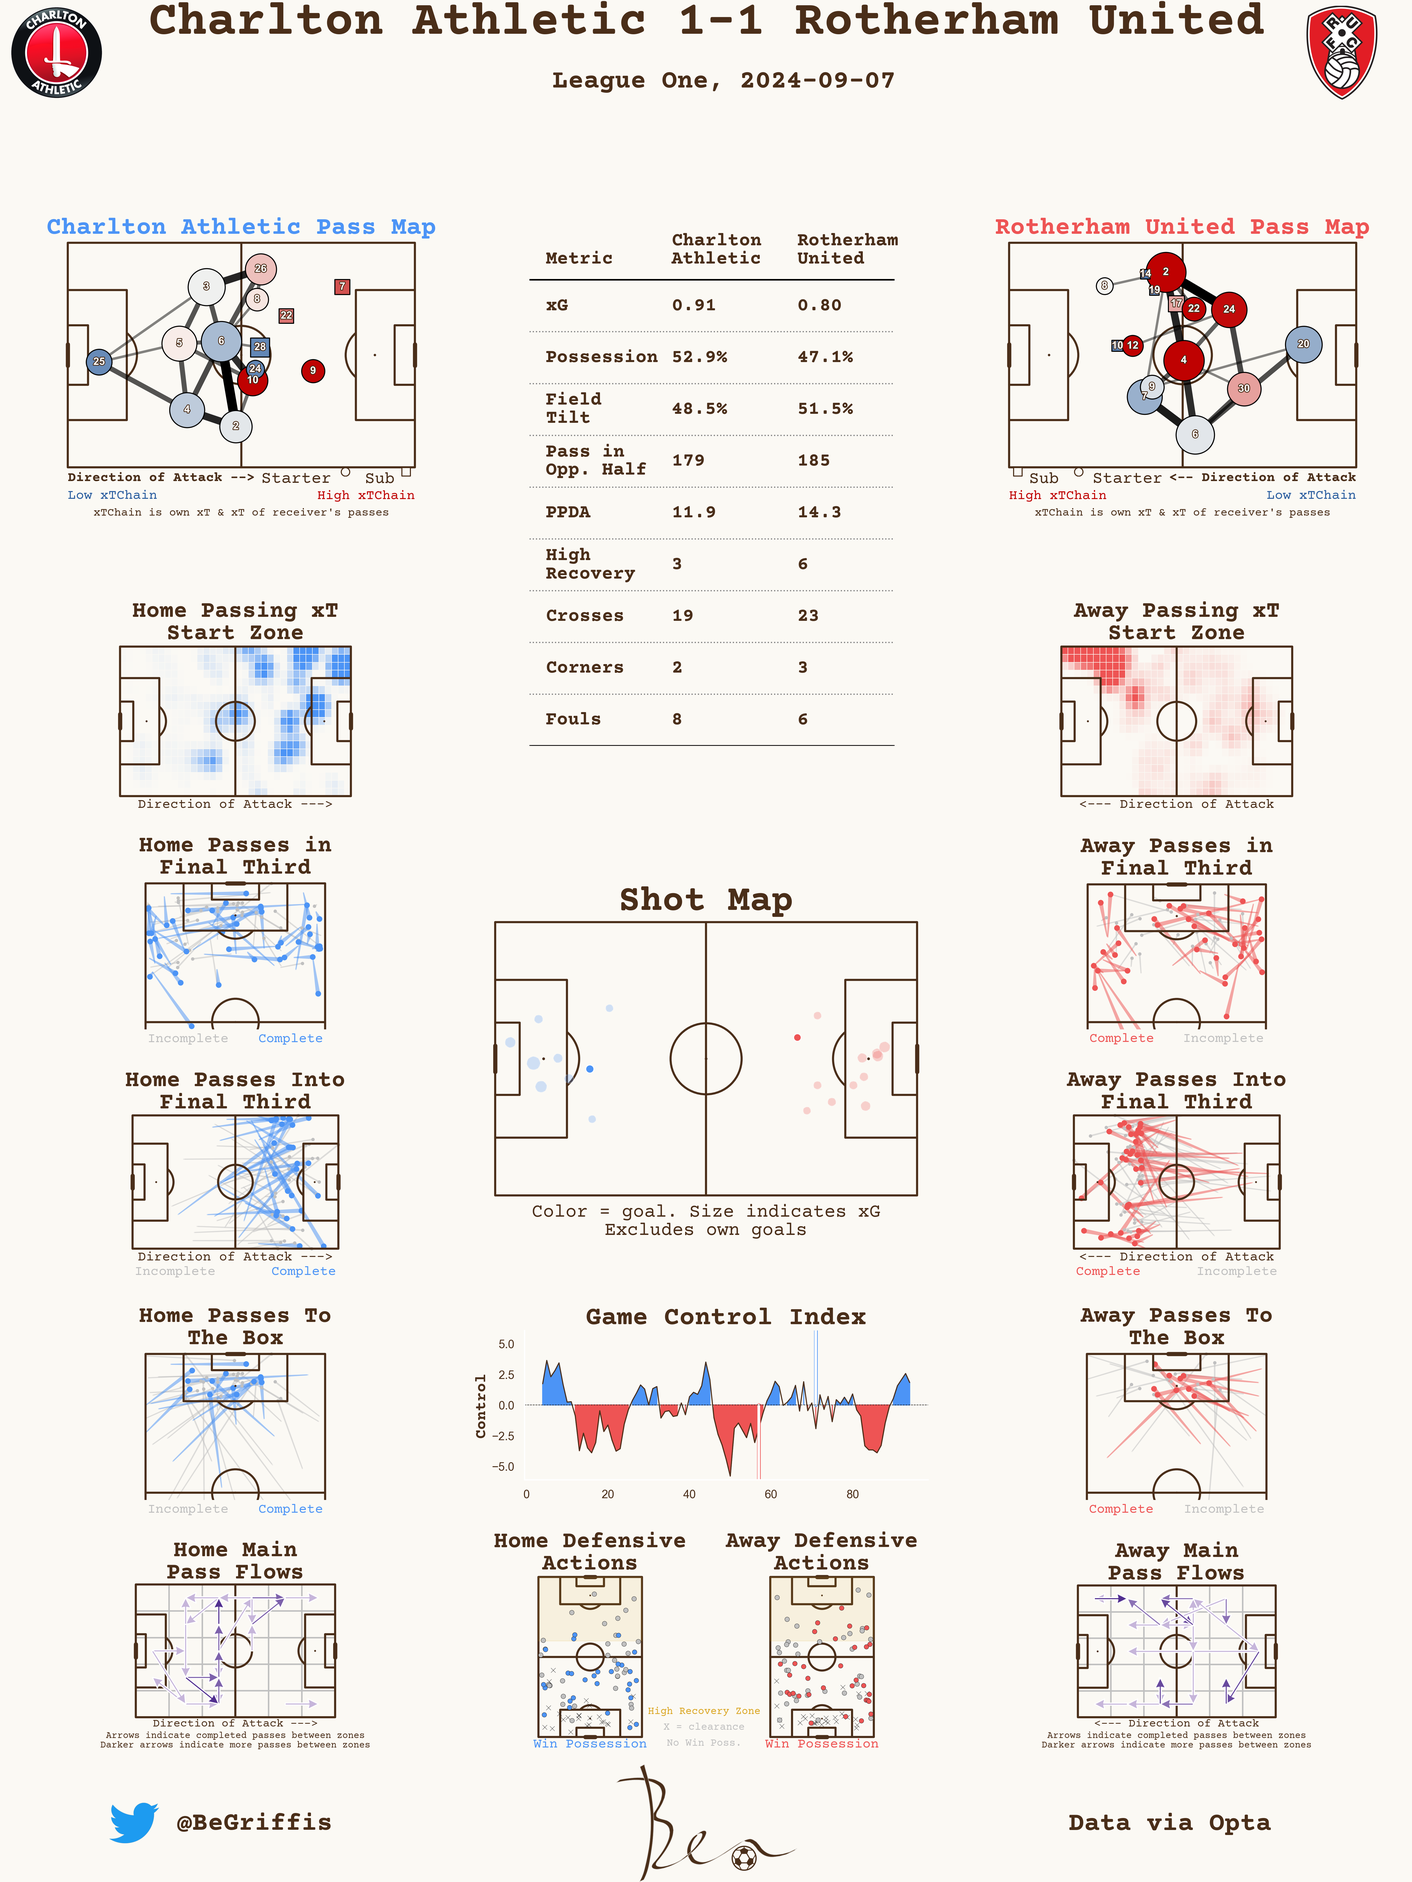 Charlton Athletic 1-1 Rotherham United
League One, 2024-09-07
CHARLTON
ATHLETIC
R U
F C
Charlton Athletic Pass Map
3
26
8
7
22
5
6
28
25
24
10
9
4
2
Direction of Attack --> Starter Sub
Low xTChain High xTChain
xTChain is own xT & xT of receiver's passes
Metric Charlton Athletic Rotherham United
xG 0.91 0.80
Possession 52.9% 47.1%
Field Tilt 48.5% 51.5%
Pass in Opp. Half 179 185
PPDA 11.9 14.3
High Recovery 3 6
Crosses 19 23
Corners 2 3
Fouls 8 6
Rotherham United Pass Map
14
2
8
19
17
22
24
10
12
4
20
9
7
30
6
Sub Starter <-- Direction of Attack
High xTChain Low xTChain
xTChain is own xT & xT of receiver's passes
Home Passing xT
Start Zone
Direction of Attack --->
Away Passing xT
Start Zone
<--- Direction of Attack
Home Passes in
Final Third
Incomplete Complete
Away Passes in
Final Third
Complete Incomplete
Shot Map
Color = goal. Size indicates xG
Excludes own goals
Home Passes Into
Final Third
Direction of Attack --->
Incomplete Complete
Away Passes Into
Final Third
<--- Direction of Attack
Complete Incomplete
Home Passes To
The Box
Incomplete Complete
Game Control Index
Control
5.0
2.5
0.0
−2.5
−5.0
0 20 40 60 80
Away Passes To
The Box
Complete Incomplete
Home Main
Pass Flows
Direction of Attack --->
Arrows indicate completed passes between zones
Darker arrows indicate more passes between zones
Home Defensive
Actions
Win Possession
Away Defensive
Actions
Win Possession
High Recovery Zone
X = clearance
No Win Poss.
Away Main
Pass Flows
<--- Direction of Attack
Arrows indicate completed passes between zones
Darker arrows indicate more passes between zones
@BeGriffis
Ben
Data via Opta